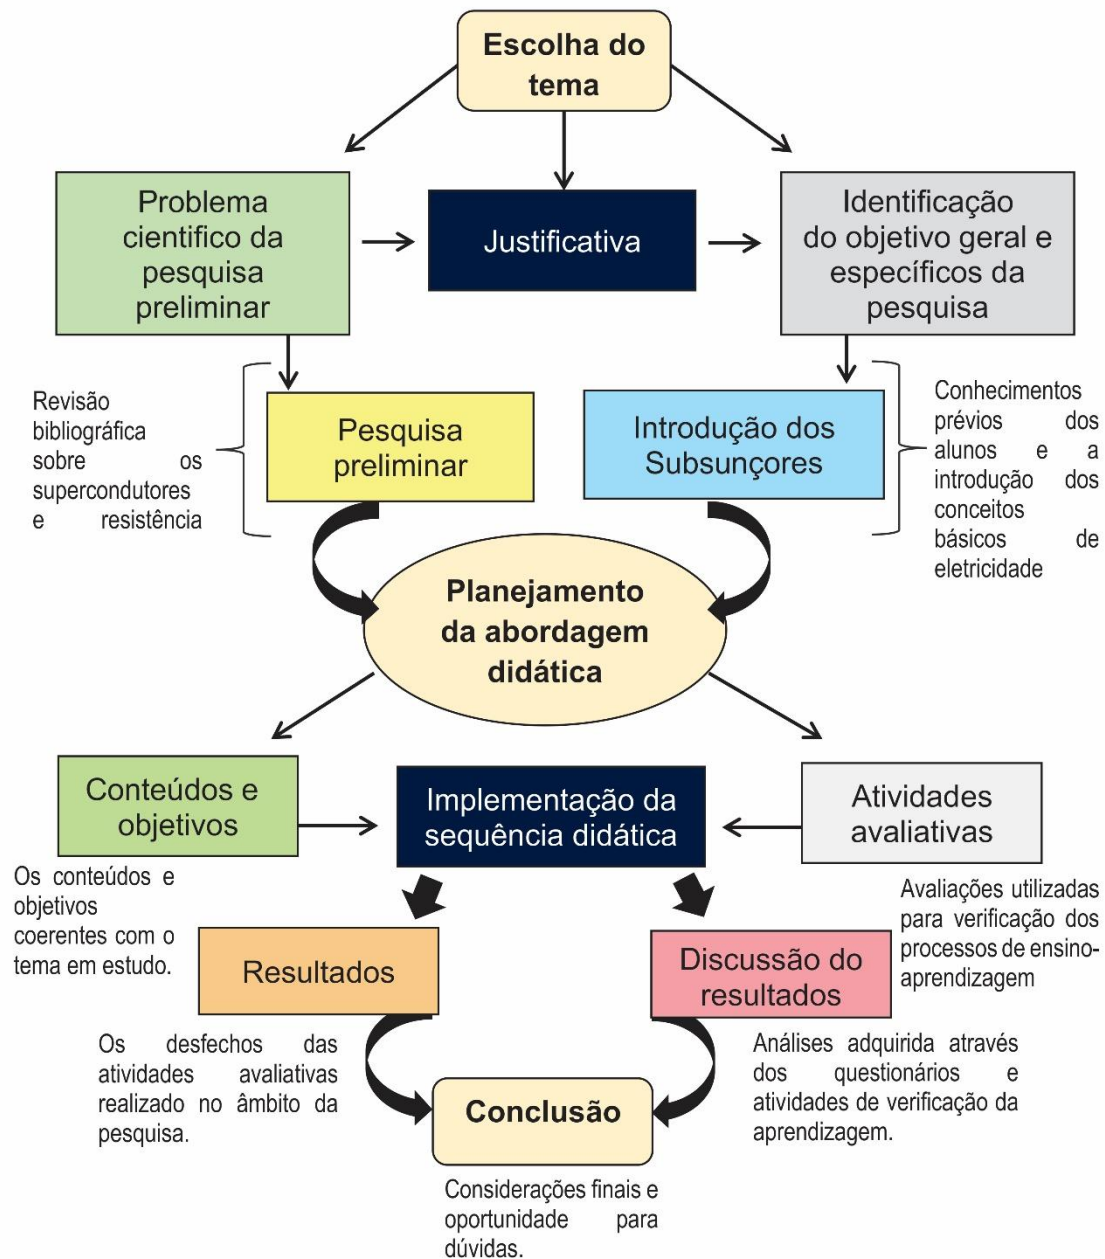 Escolha do
tema
Problema
cientifico da
pesquisa
preliminar
Justificativa
Identificação
do objetivo geral e
específicos da
pesquisa
Revisão
bibliográfica
sobre os
supercondutores
e resistência
Pesquisa
preliminar
Introdução dos
Subsunçores
Conhecimentos
prévios dos
alunos e a
introdução dos
conceitos
básicos de
eletricidade
Planejamento
da abordagem
didática
Conteúdos e
objetivos
Implementação da
sequência didática
Atividades
avaliativas
Os conteúdos e
objetivos
coerentes com o
tema em estudo.
Avaliações utilizadas
para verificação dos
processos de ensino-
aprendizagem
Resultados
Discussão do
resultados
Os desfechos das
atividades avaliativas
realizado no âmbito da
pesquisa.
Análises adquirida através
dos questionários e
atividades de verificação da
aprendizagem.
Conclusão
Considerações finais e
oportunidade para
dúvidas.